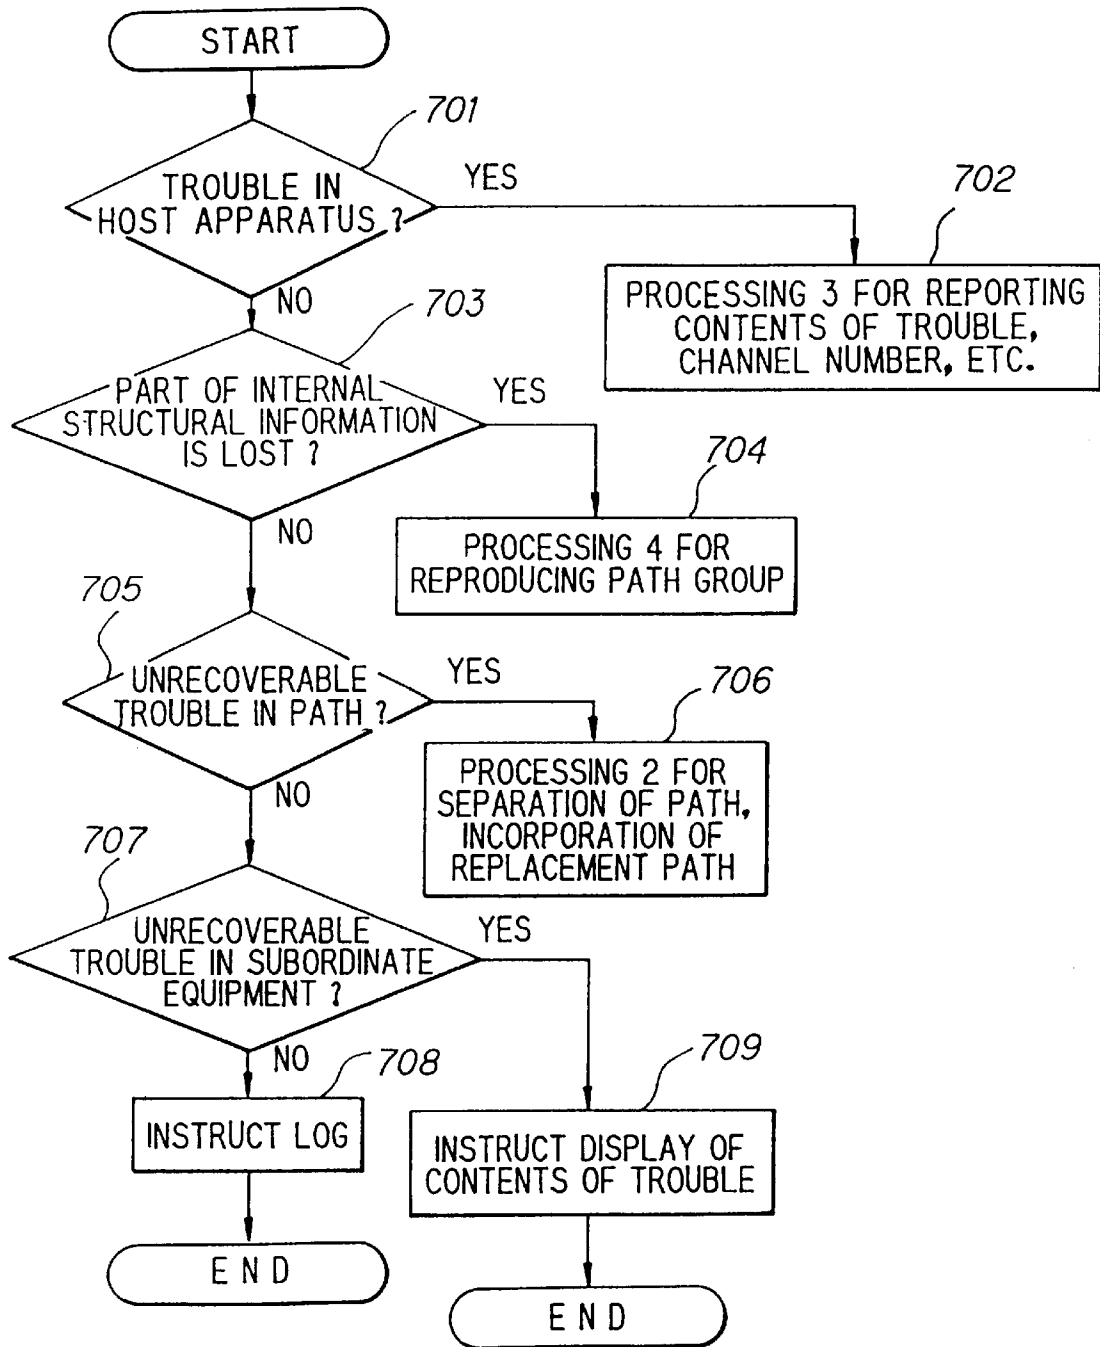 START
701
TROUBLE IN
HOST APPARATUS ?
YES
702
PROCESSING 3 FOR REPORTING
CONTENTS OF TROUBLE,
CHANNEL NUMBER, ETC.
NO
703
PART OF INTERNAL
STRUCTURAL INFORMATION
IS LOST ?
YES
704
PROCESSING 4 FOR
REPRODUCING PATH GROUP
NO
705
UNRECOVERABLE
TROUBLE IN PATH ?
YES
706
PROCESSING 2 FOR
SEPARATION OF PATH,
INCORPORATION OF
REPLACEMENT PATH
NO
707
UNRECOVERABLE
TROUBLE IN SUBORDINATE
EQUIPMENT ?
YES
NO
708
INSTRUCT LOG
END
709
INSTRUCT DISPLAY OF
CONTENTS OF TROUBLE
END